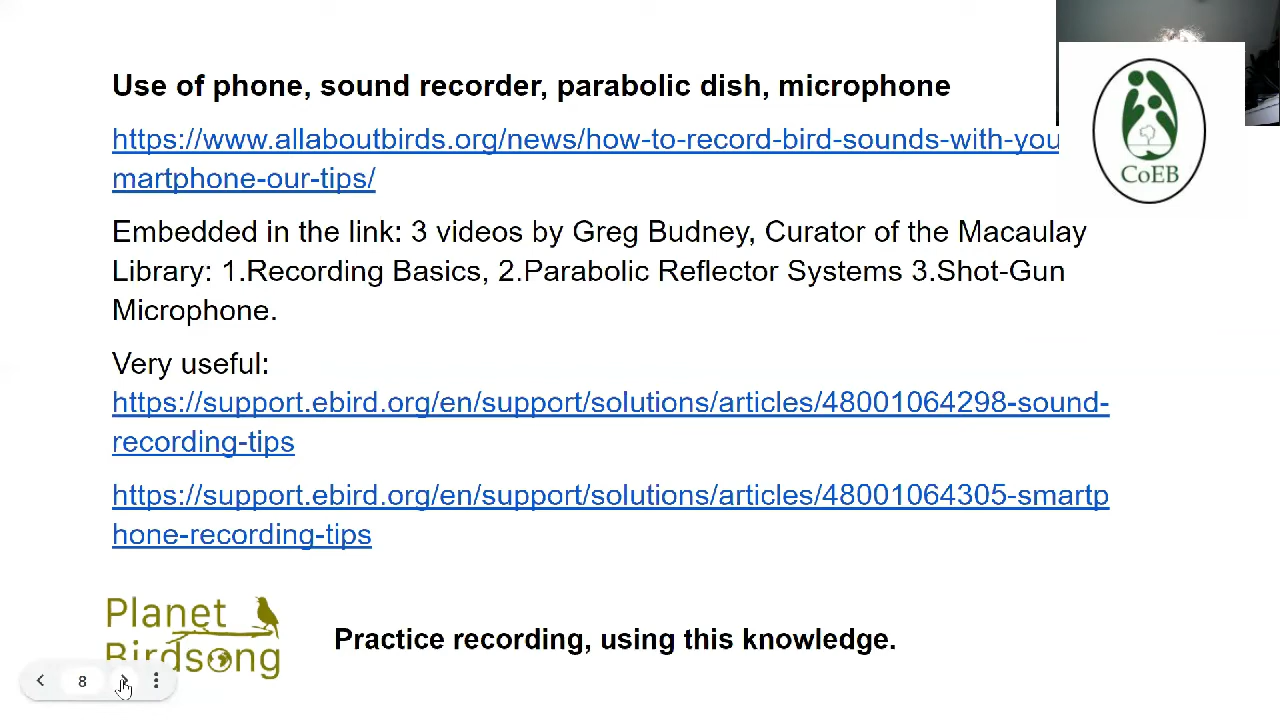 Use of phone, sound recorder, parabolic dish, microphone
https://www.allaboutbirds.org/news/how-to-record-bird-sounds-with-you
martphone-our-tips/
CoEB
Embedded in the link: 3 videos by Greg Budney, Curator of the Macaulay
Library: 1.Recording Basics, 2.Parabolic Reflector Systems 3.Shot-Gun
Microphone.
Very useful:
https://support.ebird.org/en/support/solutions/articles/48001064298-sound-
recording-tips
https://support.ebird.org/en/support/solutions/articles/48001064305-smartp
hone-recording-tips
Planet
Birdsong
Practice recording, using this knowledge.
8